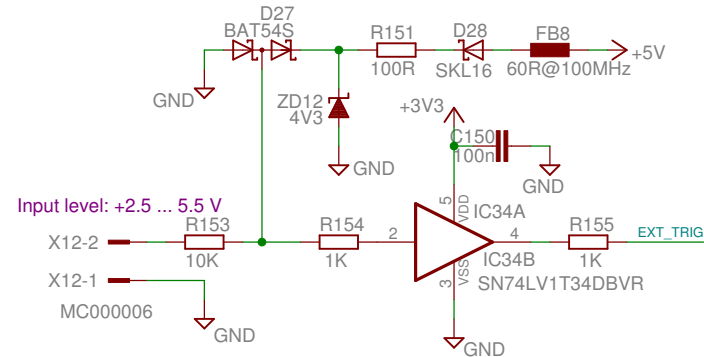 D27
BAT54S
R151
D28
FB8
+5V
100R
SKL16
60R@100MHz
GND
ZD12
4V3
+3V3
GND
C150
100n
GND
Input level: +2.5 ... 5.5 V
IC34A
5
VDD
X12-2
R153
R154
2
4
R155
EXT_TRIG
10K
1K
IC34B
1K
X12-1
VSS
3
SN74LV1T34DBVR
MC000006
GND
GND